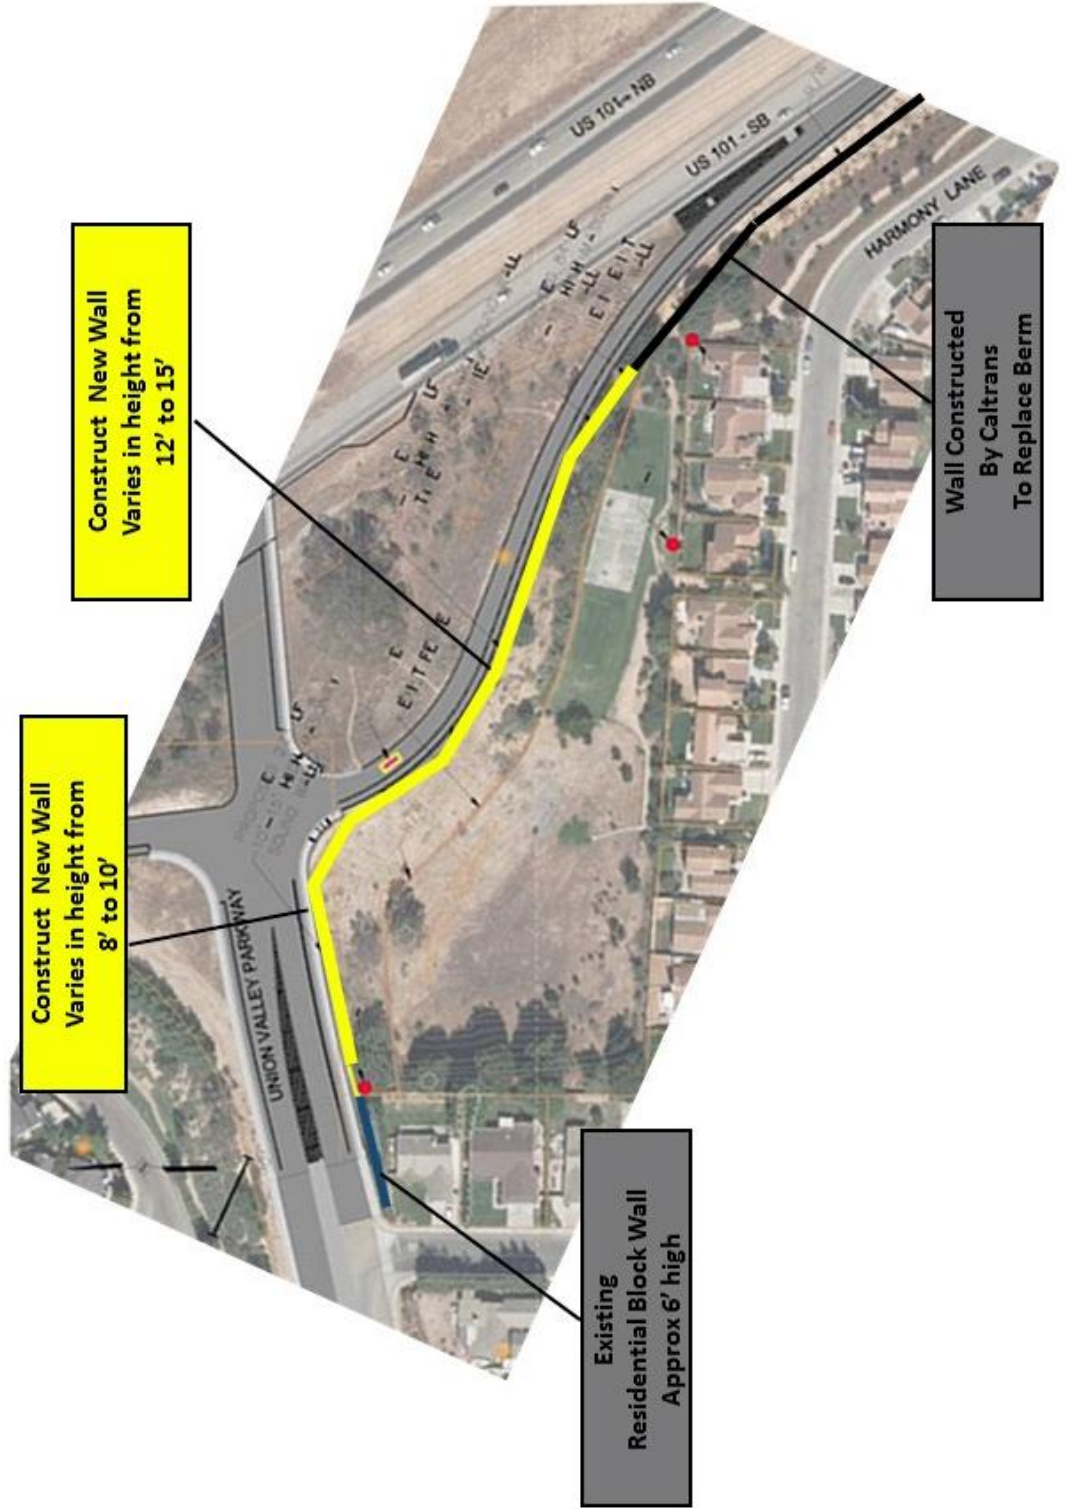 Construct New Wall
Varies in height from
8' to 10'
Construct New Wall
Varies in height from
12' to 15'
US 101 - NB
US 101 - SB
UNION VALLEY PARKWAY
HARMONY LANE
Existing
Residential Block Wall
Approx 6' high
Wall Constructed
By Caltrans
To Replace Berm